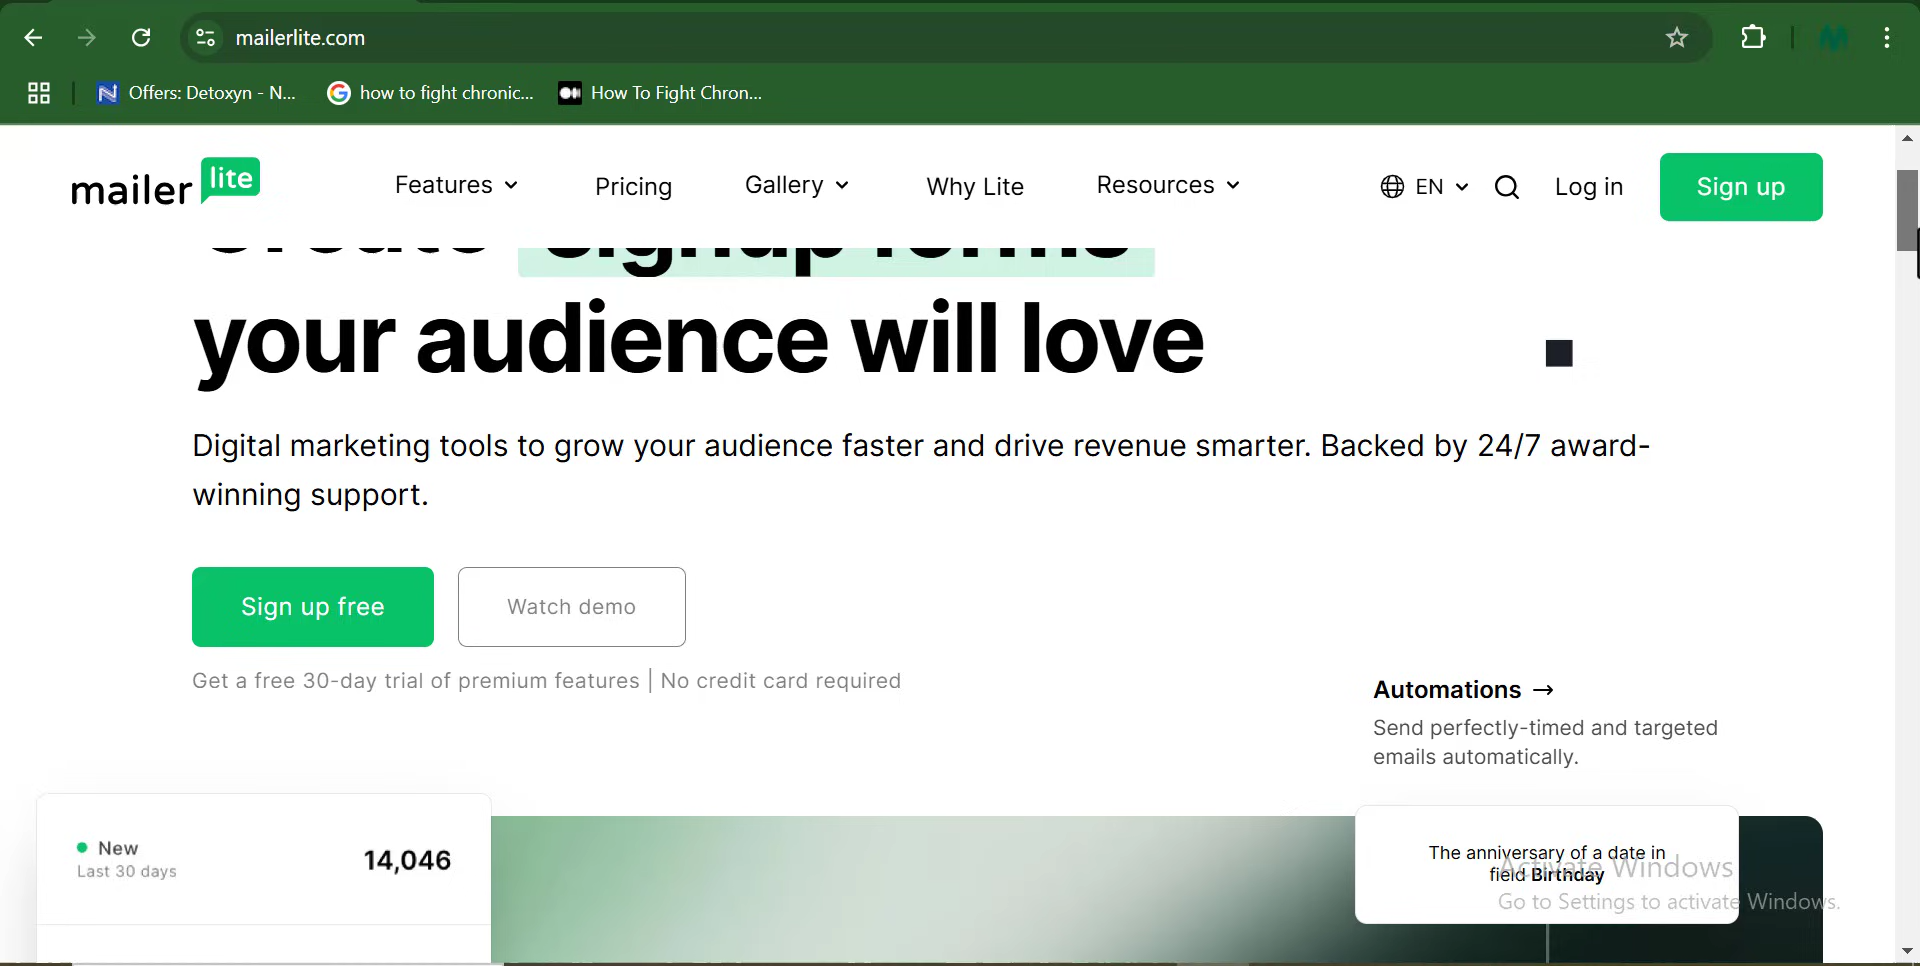 mailerlite.com
Offers: Detoxyn - N...
how to fight chronic...
How To Fight Chron...
mailer lite
Features
Pricing
Gallery
Why Lite
Resources
EN
Log in
Sign up
Create signup forms
your audience will love
Digital marketing tools to grow your audience faster and drive revenue smarter. Backed by 24/7 award-
winning support.
Sign up free
Watch demo
Get a free 30-day trial of premium features | No credit card required
Automations →
Send perfectly-timed and targeted
emails automatically.
New
Last 30 days
14,046
The anniversary of a date in
field Birthday
Activate Windows
Go to Settings to activate Windows.